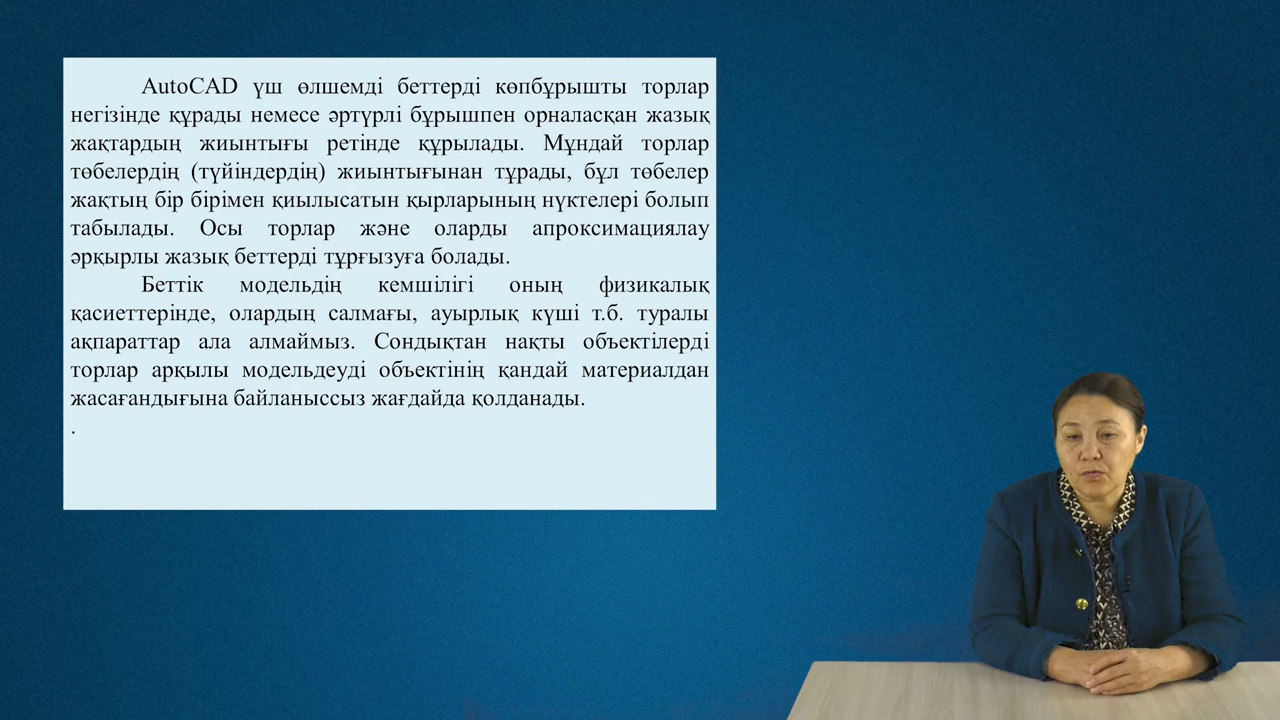 AutoCAD үш өлшемді беттерді көпбұрышты торлар
негізінде құрады немесе әртүрлі бұрышпен орналасқан жазық
жақтардың жиынтығы ретінде құрылады. Мұндай торлар
төбелердің (түйіндердің) жиынтығынан тұрады, бұл төбелер
жақтың бір бірімен қиылысатын қырларының нүктелері болып
табылады. Осы торлар және оларды апроксимациялау
әрқырлы жазық беттерді тұрғызуға болады.
Беттік модельдің кемшілігі оның физикалық
қасиеттерінде, олардың салмағы, ауырлық күші т.б. туралы
ақпараттар ала алмаймыз. Сондықтан нақты объектілерді
торлар арқылы модельдеуді объектінің қандай материалдан
жасағандығына байланыссыз жағдайда қолданады.
.